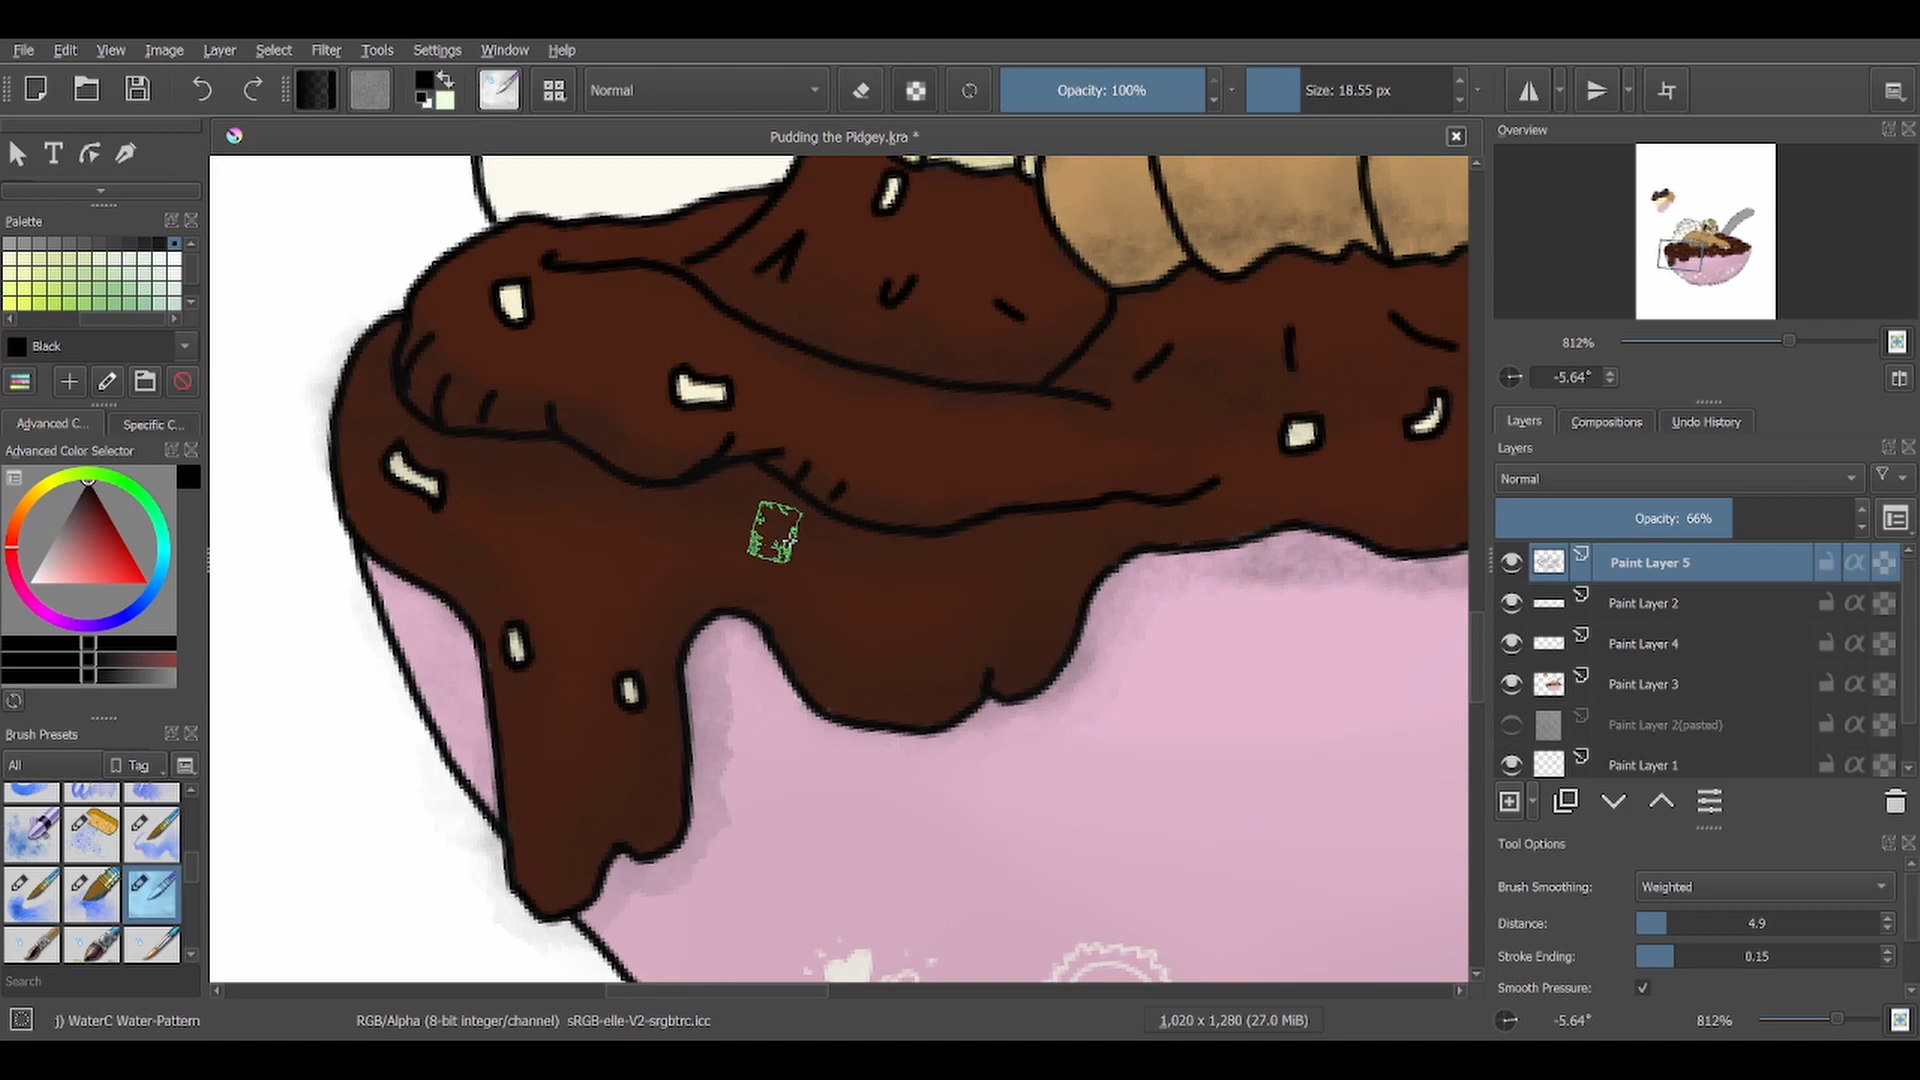 File Edit View Image Layer Select Filter Tools Settings Window Help
Normal Opacity: 100% Size: 18.55 px
Pudding the Pidgey.kra *
Palette
Black
Advanced C... Specific C...
Advanced Color Selector
Brush Presets
All Tag
Search
j) WaterC Water-Pattern RGB/Alpha (8-bit integer/channel) sRGB-elle-V2-srgbtrc.icc 1,020 x 1,280 (27.0 MiB)
Overview
812%
-5.64°
Layers Compositions Undo History
Layers
Normal
Opacity: 66%
Paint Layer 5
Paint Layer 2
Paint Layer 4
Paint Layer 3
Paint Layer 2(pasted)
Paint Layer 1
Tool Options
Brush Smoothing: Weighted
Distance: 4.9
Stroke Ending: 0.15
Smooth Pressure:
-5.64° 812%